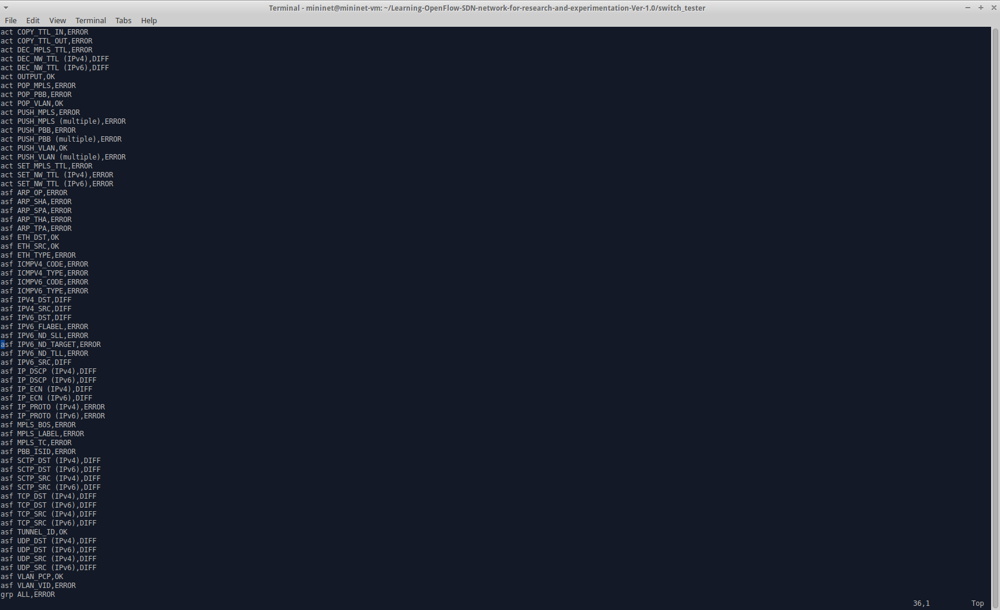 Terminal - mininet@mininet-vm: ~/Learning-OpenFlow-SDN-network-for-research-and-experimentation-Ver-1.0/switch_tester
File Edit View Terminal Tabs Help
act COPY_TTL_IN,ERROR
act COPY_TTL_OUT,ERROR
act DEC_MPLS_TTL,ERROR
act DEC_NW_TTL (IPv4),DIFF
act DEC_NW_TTL (IPv6),DIFF
act OUTPUT,OK
act POP_MPLS,ERROR
act POP_PBB,ERROR
act POP_VLAN,OK
act PUSH_MPLS,ERROR
act PUSH_MPLS (multiple),ERROR
act PUSH_PBB,ERROR
act PUSH_PBB (multiple),ERROR
act PUSH_VLAN,OK
act PUSH_VLAN (multiple),ERROR
act SET_MPLS_TTL,ERROR
act SET_NW_TTL (IPv4),ERROR
act SET_NW_TTL (IPv6),ERROR
asf ARP_OP,ERROR
asf ARP_SHA,ERROR
asf ARP_SPA,ERROR
asf ARP_THA,ERROR
asf ARP_TPA,ERROR
asf ETH_DST,OK
asf ETH_SRC,OK
asf ETH_TYPE,ERROR
asf ICMPV4_CODE,ERROR
asf ICMPV4_TYPE,ERROR
asf ICMPV6_CODE,ERROR
asf ICMPV6_TYPE,ERROR
asf IPV4_DST,DIFF
asf IPV4_SRC,DIFF
asf IPV6_DST,DIFF
asf IPV6_FLABEL,ERROR
asf IPV6_ND_SLL,ERROR
asf IPV6_ND_TARGET,ERROR
asf IPV6_ND_TLL,ERROR
asf IPV6_SRC,DIFF
asf IP_DSCP (IPv4),DIFF
asf IP_DSCP (IPv6),DIFF
asf IP_ECN (IPv4),DIFF
asf IP_ECN (IPv6),DIFF
asf IP_PROTO (IPv4),ERROR
asf IP_PROTO (IPv6),ERROR
asf MPLS_BOS,ERROR
asf MPLS_LABEL,ERROR
asf MPLS_TC,ERROR
asf PBB_ISID,ERROR
asf SCTP_DST (IPv4),DIFF
asf SCTP_DST (IPv6),DIFF
asf SCTP_SRC (IPv4),DIFF
asf SCTP_SRC (IPv6),DIFF
asf TCP_DST (IPv4),DIFF
asf TCP_DST (IPv6),DIFF
asf TCP_SRC (IPv4),DIFF
asf TCP_SRC (IPv6),DIFF
asf TUNNEL_ID,OK
asf UDP_DST (IPv4),DIFF
asf UDP_DST (IPv6),DIFF
asf UDP_SRC (IPv4),DIFF
asf UDP_SRC (IPv6),DIFF
asf VLAN_PCP,OK
asf VLAN_VID,ERROR
grp ALL,ERROR
36,1 Top